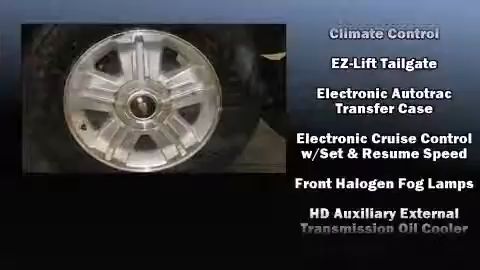 Climate Control
EZ-Lift Tailgate
Electronic Autotrac
Transfer Case
Electronic Cruise Control
w/Set & Resume Speed
Front Halogen Fog Lamps
HD Auxiliary External
Transmission Oil Cooler